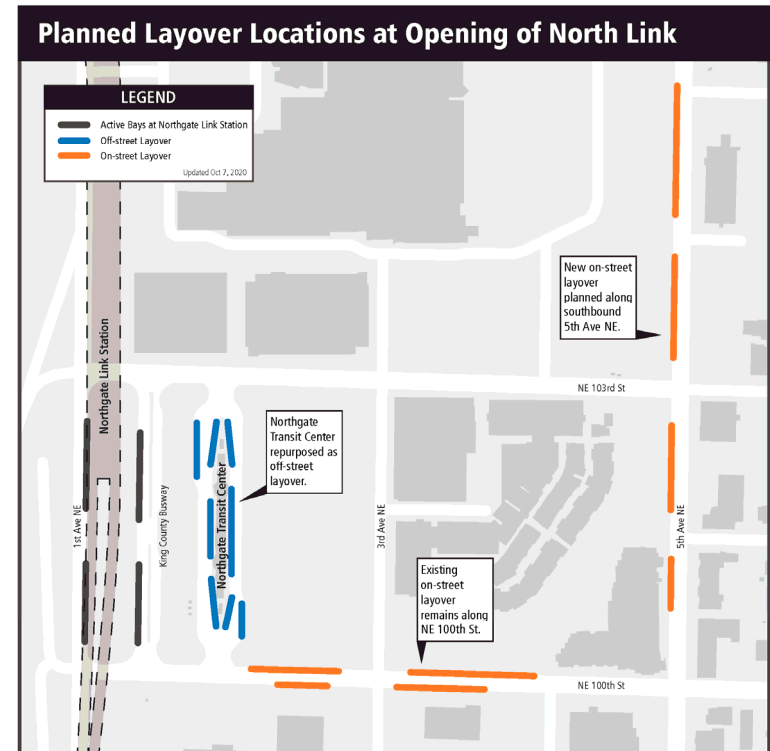 Planned Layover Locations at Opening of North Link
LEGEND
Active Bays at Northgate Link Station
Off-street Layover
On-street Layover
Updated Oct 7, 2020
New on-street
layover
planned along
southbound
5th Ave NE.
Northgate Link Station
NE 103rd St
Northgate
Transit Center
repurposed as
off-street
layover.
Northgate Transit Center
1st Ave NE
King County Busway
3rd Ave NE
5th Ave NE
Existing
on-street
layover
remains along
NE 100th St.
NE 100th St